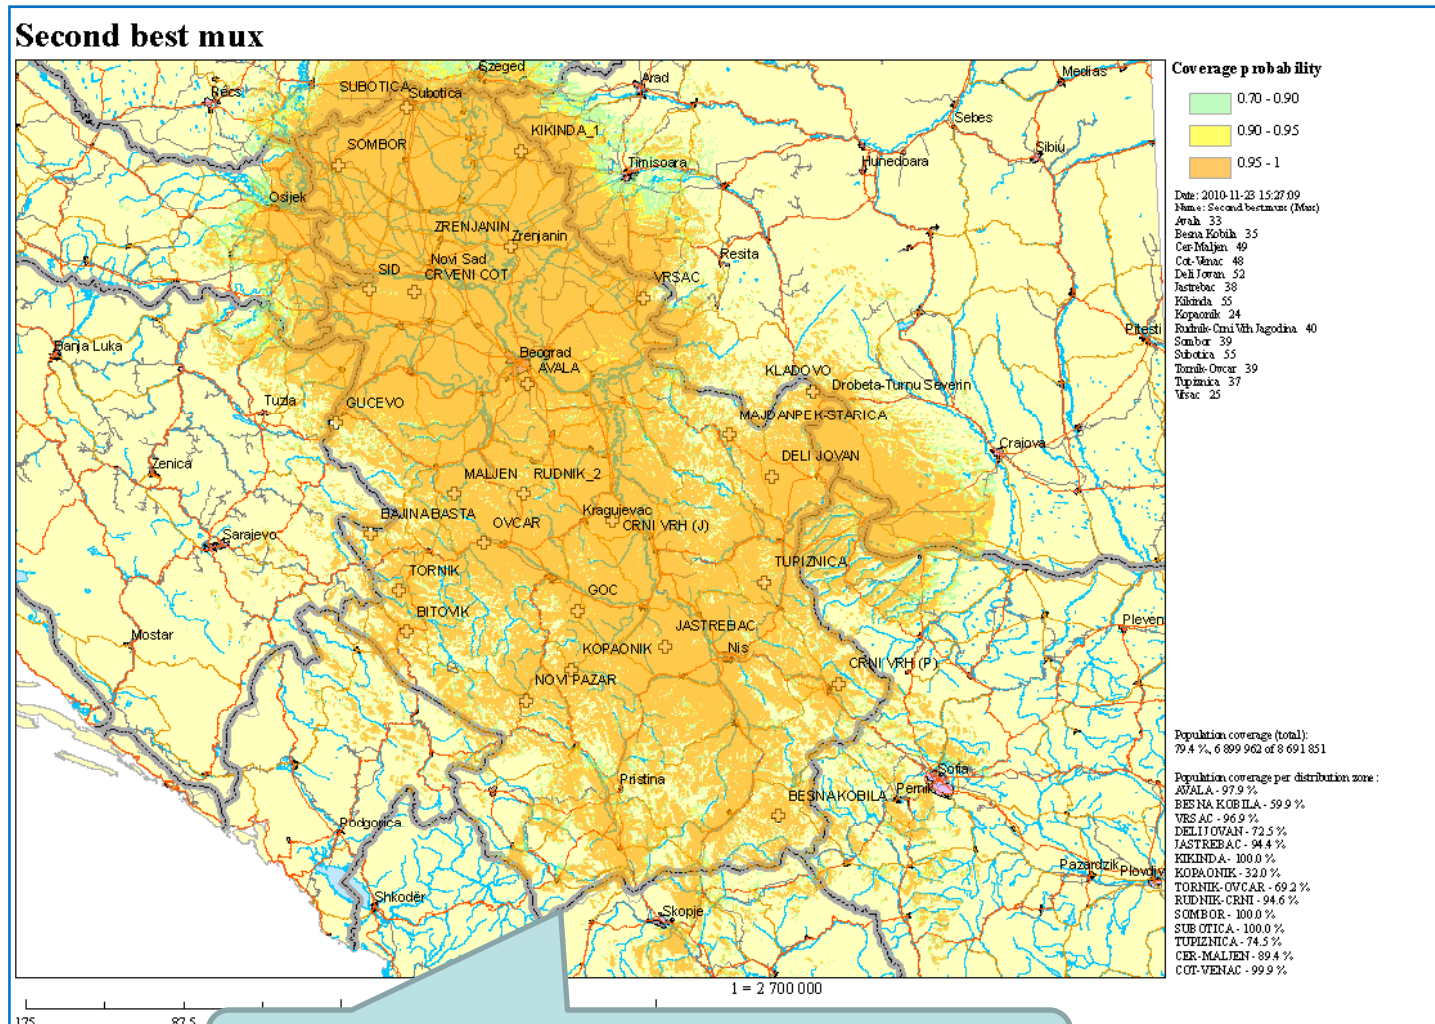 Second best mux
Szeged
Arad
Medias
Pecs
SUBOTICA
Subotica
Sebes
KIKINDA_1
SOMBOR
Sibiu
Hunedoara
Timisoara
Osijek
ZRENJANIN
Zrenjanin
Novi Sad
Resita
SID
CRVENI COT
VRSAC
Pitesti
Banja Luka
Beograd
AVALA
KLADOVO
Drobeta-Turnu Severin
Tuzla
GUCEVO
MAJDANPEK-STARICA
Craiova
Zenica
DELI JOVAN
MALJEN
RUDNIK_2
BAJINA BASTA
OVCAR
Kragujevac
CRNI VRH (J)
Sarajevo
TUPIZNICA
TORNIK
GOC
BITOVIK
Pleven
JASTREBAC
Mostar
KOPAONIK
Nis
CRNI VRH (P)
NOVI PAZAR
Sofia
Pristina
BESNA KOBILA
Pernik
Podgorica
Pazardzik
Plovdiv
Shkodër
Skopje
1 = 2 700 000
175
87.5
Coverage probability
0.70 - 0.90
0.90 - 0.95
0.95 - 1
Date: 2010-11-23 15:27:09
Name: Second best mux (Max)
Avala 33
Besna Kobila 35
Cer-Maljen 49
Cot-Venac 48
Deli Jovan 52
Jastrebac 38
Kikinda 55
Kopaonik 24
Rudnik-Crni Vrh Jagodina 40
Sombor 39
Subotica 55
Tornik-Ovcar 39
Tupiznica 37
Vrsac 25
Population coverage (total):
79.4 %, 6 899 962 of 8 691 851
Population coverage per distribution zone :
AVALA - 97.9 %
BESNA KOBILA - 59.9 %
VRSAC - 96.9 %
DELI JOVAN - 72.5 %
JASTREBAC - 94.4 %
KIKINDA - 100.0 %
KOPAONIK - 32.0 %
TORNIK-OVCAR - 69.2 %
RUDNIK-CRNI - 94.6 %
SOMBOR - 100.0 %
SUBOTICA - 100.0 %
TUPIZNICA - 74.5 %
CER-MALJEN - 89.4 %
COT-VENAC - 99.9 %